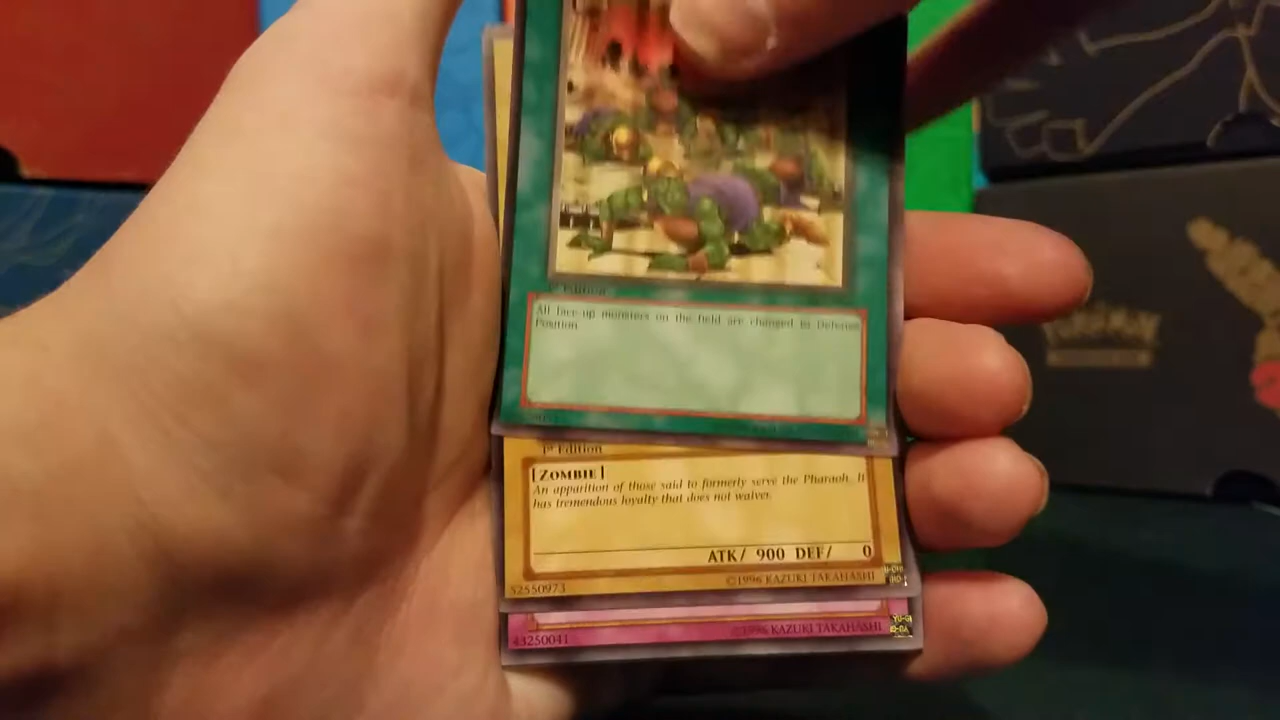 1st Edition
All face-up monsters on the field are changed to Defense
Position.
1st Edition
[ZOMBIE]
An apparition of those said to formerly serve the Pharaoh. It
has tremendous loyalty that does not waiver.
ATK/ 900 DEF/ 0
52550973
©1996 KAZUKI TAKAHASHI
43250041
©1996 KAZUKI TAKAHASHI
POKÉMON